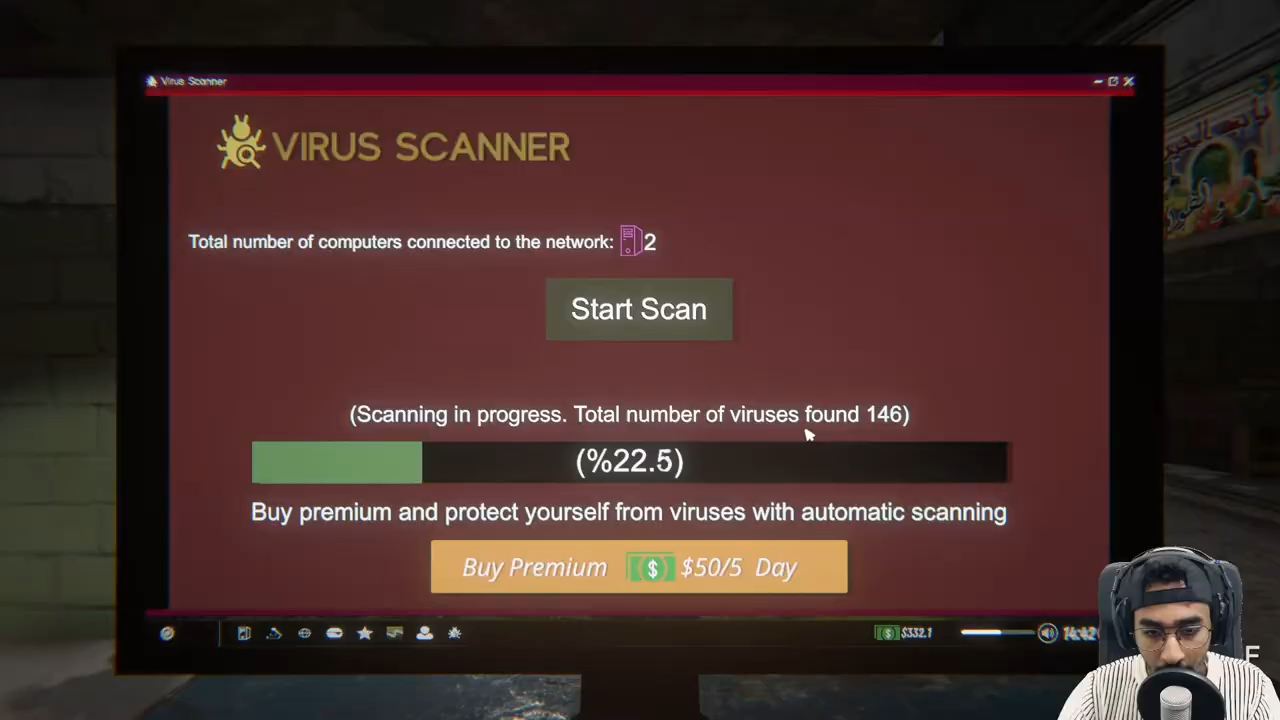 Virus Scanner
VIRUS SCANNER
Total number of computers connected to the network: 2
Start Scan
(Scanning in progress. Total number of viruses found 146)
(%22.5)
Buy premium and protect yourself from viruses with automatic scanning
Buy Premium $50/5 Day
$332.1
14:42